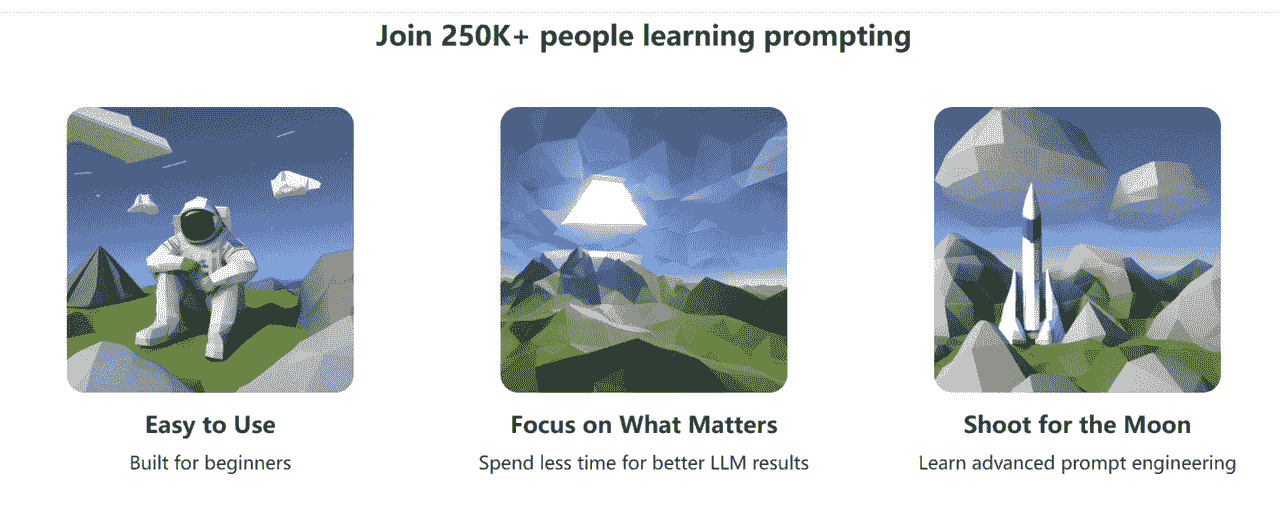 Join 250K+ people learning prompting
Easy to Use
Built for beginners
Focus on What Matters
Spend less time for better LLM results
Shoot for the Moon
Learn advanced prompt engineering